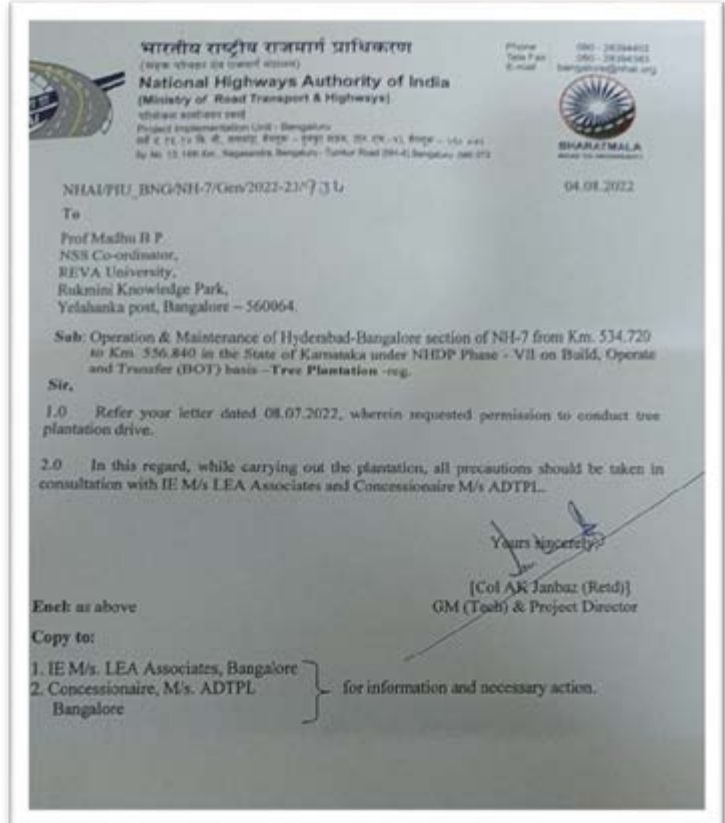 भारतीय राष्ट्रीय राजमार्ग प्राधिकरण
National Highways Authority of India
(Ministry of Road Transport & Highways)
Project Implementation Unit - Bengaluru
Phone
Tele Fax
E-mail
BHARATMALA
ROAD TO PROSPERITY
NHAI/PIU_BNG/NH-7/Gen/2022-23/
04.08.2022
To
Prof Madhu B P
NSS Co-ordinator,
REVA University,
Rukmini Knowledge Park,
Yelahanka post, Bangalore – 560064.
Sub: Operation & Maintenance of Hyderabad-Bangalore section of NH-7 from Km. 534.720
to Km. 556.840 in the State of Karnataka under NHDP Phase - VII on Build, Operate
and Transfer (BOT) basis –Tree Plantation -reg.
Sir,
1.0 Refer your letter dated 08.07.2022, wherein requested permission to conduct tree
plantation drive.
2.0 In this regard, while carrying out the plantation, all precautions should be taken in
consultation with IE M/s LEA Associates and Concessionaire M/s ADTPL.
Yours sincerely,
[Col AK Janbaz (Retd)]
GM (Tech) & Project Director
Encl: as above
Copy to:
1. IE M/s. LEA Associates, Bangalore
2. Concessionaire, M/s. ADTPL
Bangalore
for information and necessary action.